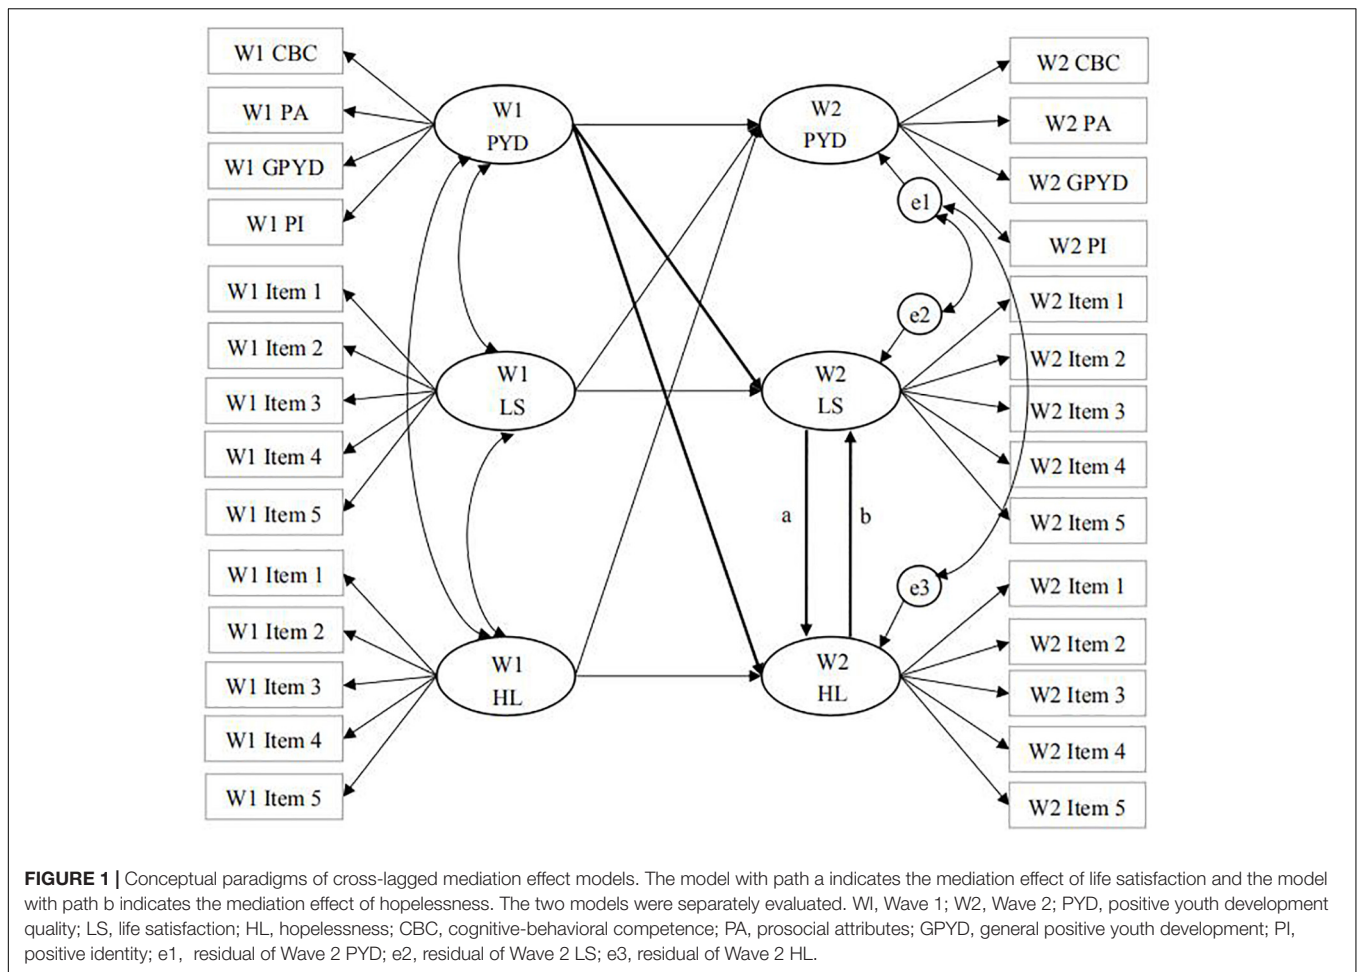 W1 CBC
W1 PA
W1 GPYD
W1 PI
W1 Item 1
W1 Item 2
W1 Item 3
W1 Item 4
W1 Item 5
W1 Item 1
W1 Item 2
W1 Item 3
W1 Item 4
W1 Item 5
W1
PYD
W1
LS
W1
HL
W2
PYD
W2
LS
W2
HL
e1
e2
e3
a
b
W2 CBC
W2 PA
W2 GPYD
W2 PI
W2 Item 1
W2 Item 2
W2 Item 3
W2 Item 4
W2 Item 5
W2 Item 1
W2 Item 2
W2 Item 3
W2 Item 4
W2 Item 5
FIGURE 1 | Conceptual paradigms of cross-lagged mediation effect models. The model with path a indicates the mediation effect of life satisfaction and the model
with path b indicates the mediation effect of hopelessness. The two models were separately evaluated. WI, Wave 1; W2, Wave 2; PYD, positive youth development
quality; LS, life satisfaction; HL, hopelessness; CBC, cognitive-behavioral competence; PA, prosocial attributes; GPYD, general positive youth development; PI,
positive identity; e1, residual of Wave 2 PYD; e2, residual of Wave 2 LS; e3, residual of Wave 2 HL.